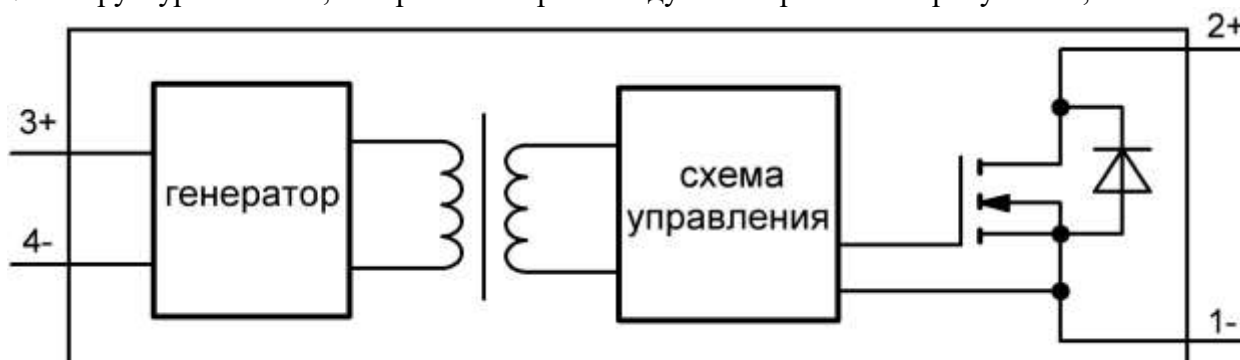 2+
3+
генератор
4-
схема
управления
1-